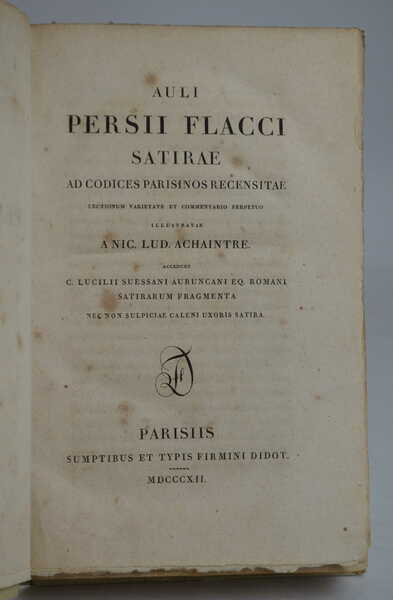 AULI
PERSII FLACCI
SATIRAE
AD CODICES PARISINOS RECENSITAE
LECTIONUM VARIETATE ET COMMENTARIO PERPETUO
ILLUSTRATAE
A NIC. LUD. ACHAINTRE.
ACCEDUNT
C. LUCILII SUESSANI AURUNCANI EQ. ROMANI
SATIRARUM FRAGMENTA
NEC NON SULPICIAE CALENI UXORIS SATIRA.
PARISIIS
SUMPTIBUS ET TYPIS FIRMINI DIDOT.
MDCCCXII.